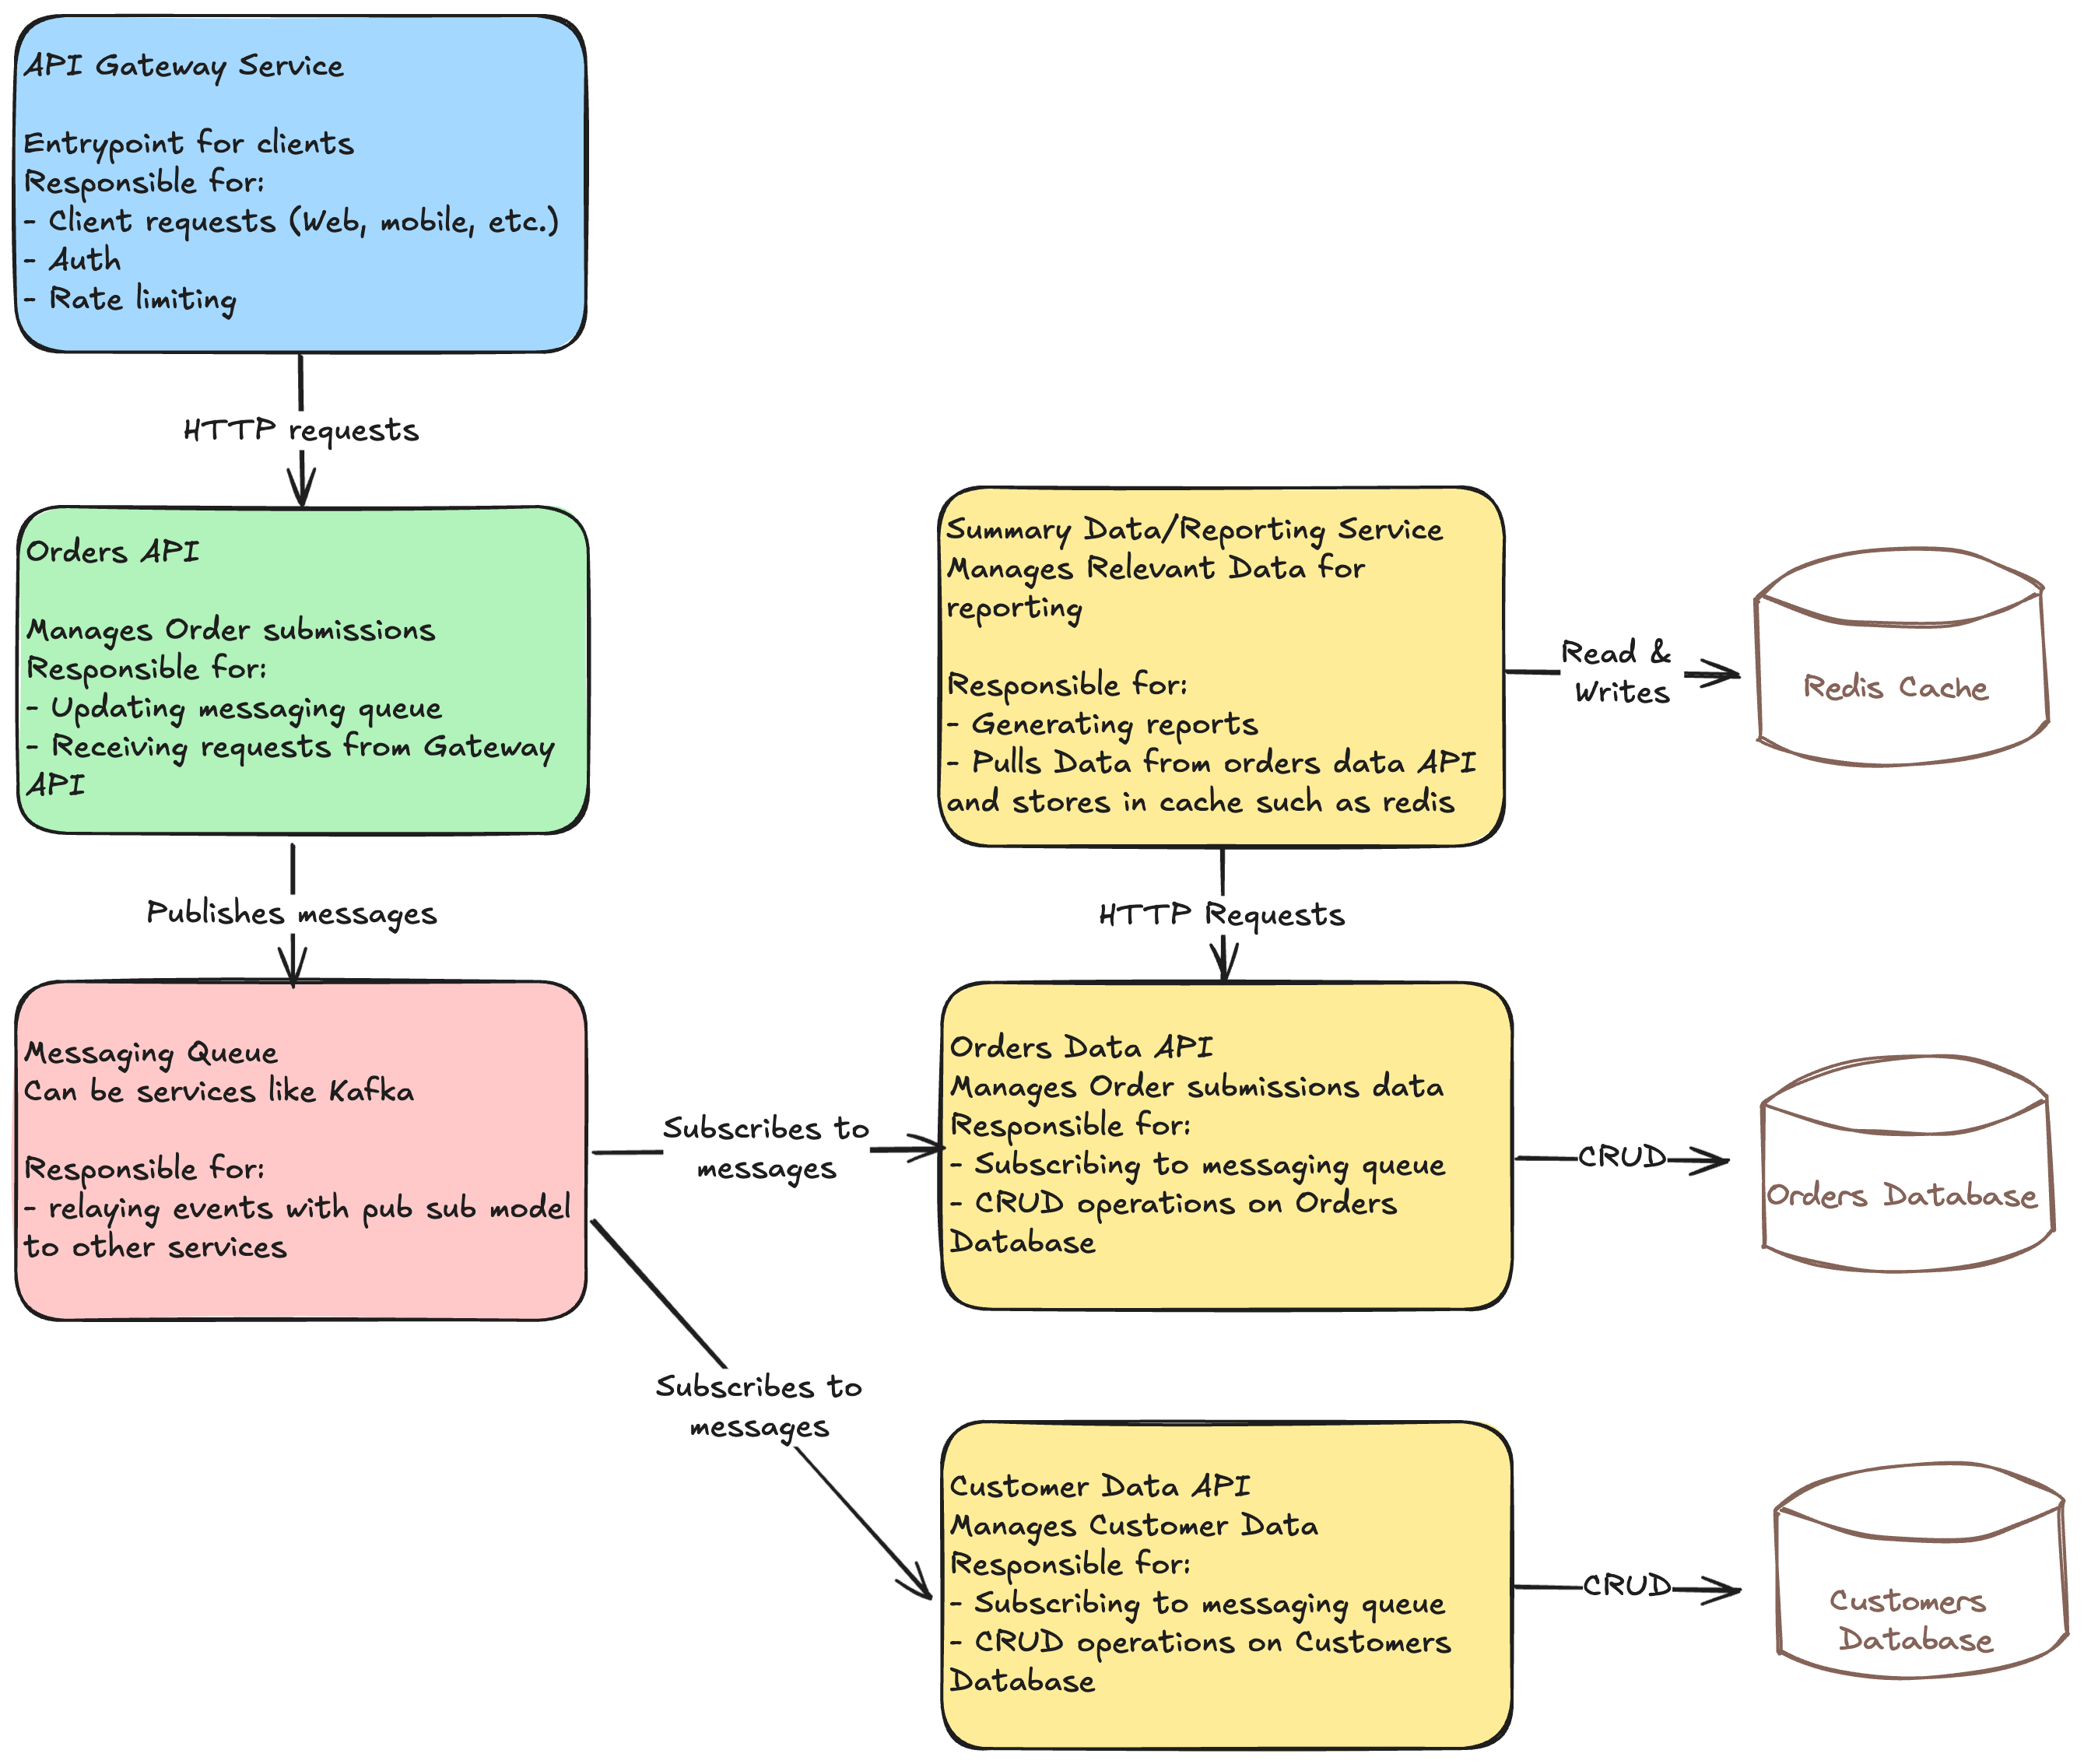 API Gateway Service
Entrypoint for clients
Responsible for:
- Client requests (Web, mobile, etc.)
- Auth
- Rate limiting
HTTP requests
Orders API
Manages Order submissions
Responsible for:
- Updating messaging queue
- Receiving requests from Gateway
API
Publishes messages
Messaging Queue
Can be services like Kafka
Responsible for:
- relaying events with pub sub model
to other services
Subscribes to
messages
Subscribes to
messages
Summary Data/Reporting Service
Manages Relevant Data for
reporting
Responsible for:
- Generating reports
- Pulls Data from orders data API
and stores in cache such as redis
Read &
Writes
Redis Cache
HTTP Requests
Orders Data API
Manages Order submissions data
Responsible for:
- Subscribing to messaging queue
- CRUD operations on Orders
Database
CRUD
Orders Database
Customer Data API
Manages Customer Data
Responsible for:
- Subscribing to messaging queue
- CRUD operations on Customers
Database
CRUD
Customers
Database